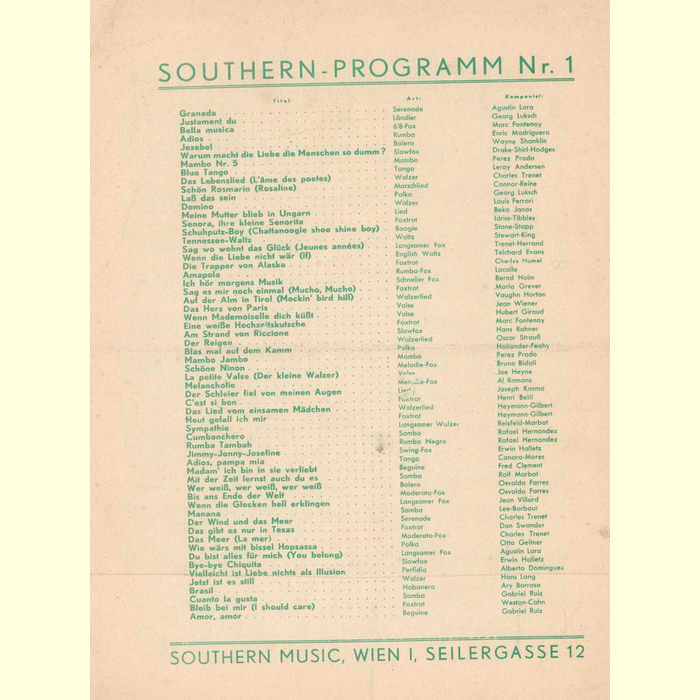 SOUTHERN-PROGRAMM Nr. 1
Titel:
Granada
Justament du
Bella musica
Adios
Jezebel
Warum macht die Liebe die Menschen so dumm?
Mambo Nr. 5
Blue Tango
Das Lebenslied (L'âme des poetes)
Schön Rosmarin (Rosaline)
Laß das sein
Domino
Meine Mutter blieb in Ungarn
Senora, ihre kleine Senorita
Schuhputz-Boy (Chattanoogie shoe shine boy)
Tennessee-Waltz
Sag wo wohnt das Glück (Jeunes années)
Wenn die Liebe nicht wär (If)
Die Trapper von Alaska
Amapola
Ich hör morgens Musik
Sag es mir noch einmal (Mucho, Mucho)
Auf der Alm in Tirol (Mockin' bird hill)
Das Herz von Paris
Wenn Mademoiselle dich küßt
Eine weiße Hochzeitskutsche
Am Strand von Riccione
Der Reigen
Blas mal auf dem Kamm
Mambo Jambo
Schöne Ninon
La petite Valse (Der kleine Walzer)
Melancholie
Der Schleier fiel von meinen Augen
C'est si bon
Das Lied vom einsamen Mädchen
Heut gefall ich mir
Sympathie
Cumbanchero
Rumba Tambah
Jimmy-Jonny-Josefine
Adios, pampa mia
Madam' ich bin in sie verliebt
Mit der Zeit lernst auch du es
Wer weiß, wer weiß, wer weiß
Bis ans Ende der Welt
Wenn die Glocken hell erklingen
Manana
Der Wind und das Meer
Das gibt es nur in Texas
Das Meer (La mer)
Wie wärs mit bissel Hopsassa
Du bist alles für mich (You belong)
Bye-bye Chiquita
Vielleicht ist Liebe nichts als Illusion
Jetzt ist es still
Brasil
Cuanto la gusta
Bleib bei mir (I should care)
Amor, amor
Art:
Serenade
Ländler
6/8-Fox
Rumba
Bolero
Slowfox
Mambo
Tango
Walzer
Marschlied
Polka
Walzer
Lied
Foxtrot
Boogie
Waltz
Langsamer Fox
English Waltz
Foxtrot
Rumba-Fox
Schneller Fox
Foxtrot
Walzerlied
Valse
Valse
Foxtrot
Slowfox
Walzerlied
Polka
Mambo
Melodie-Fox
Valse
Melodie-Fox
Lied
Foxtrot
Walzerlied
Foxtrot
Langsamer Walzer
Samba
Rumba Negra
Swing-Fox
Tango
Beguine
Samba
Bolero
Moderato-Fox
Langsamer Fox
Samba
Serenade
Foxtrot
Moderato-Fox
Polka
Langsamer Fox
Slowfox
Perfidia
Walzer
Habanera
Samba
Foxtrot
Beguine
Komponist:
Agustin Lara
Georg Luksch
Marc Fontenoy
Enric Madriguera
Wayne Shanklin
Drake-Shirl-Hodges
Perez Prado
Leroy Andersen
Charles Trenet
Connor-Reine
Georg Luksch
Louis Ferrari
Beka Janos
Idriss-Tibbles
Stone-Stapp
Stewart-King
Trenet-Herrand
Telchard Evans
Charles Humel
Lacalle
Bernd Holm
Maria Grever
Vaughn Horton
Jean Wiener
Hubert Giraud
Marc Fontenoy
Hans Rahner
Oscar Strauß
Hollander-Feahy
Perez Prado
Bruno Bidoli
Joe Heyne
Al Romans
Joseph Kosma
Henri Betti
Heymann-Gilbert
Heymann-Gilbert
Reisfeld-Marbot
Rafael Hernandez
Rafael Hernandez
Erwin Halletz
Canaro-Mores
Fred Clement
Rolf Marbot
Osvaldo Farres
Osvaldo Farres
Jean Villard
Lee-Barbour
Charles Trenet
Don Swander
Charles Trenet
Otto Geitner
Agustin Lara
Erwin Halletz
Alberto Dominguez
Hans Lang
Ary Barroso
Gabriel Ruiz
Weston-Cahn
Gabriel Ruiz
SOUTHERN MUSIC, WIEN I, SEILERGASSE 12